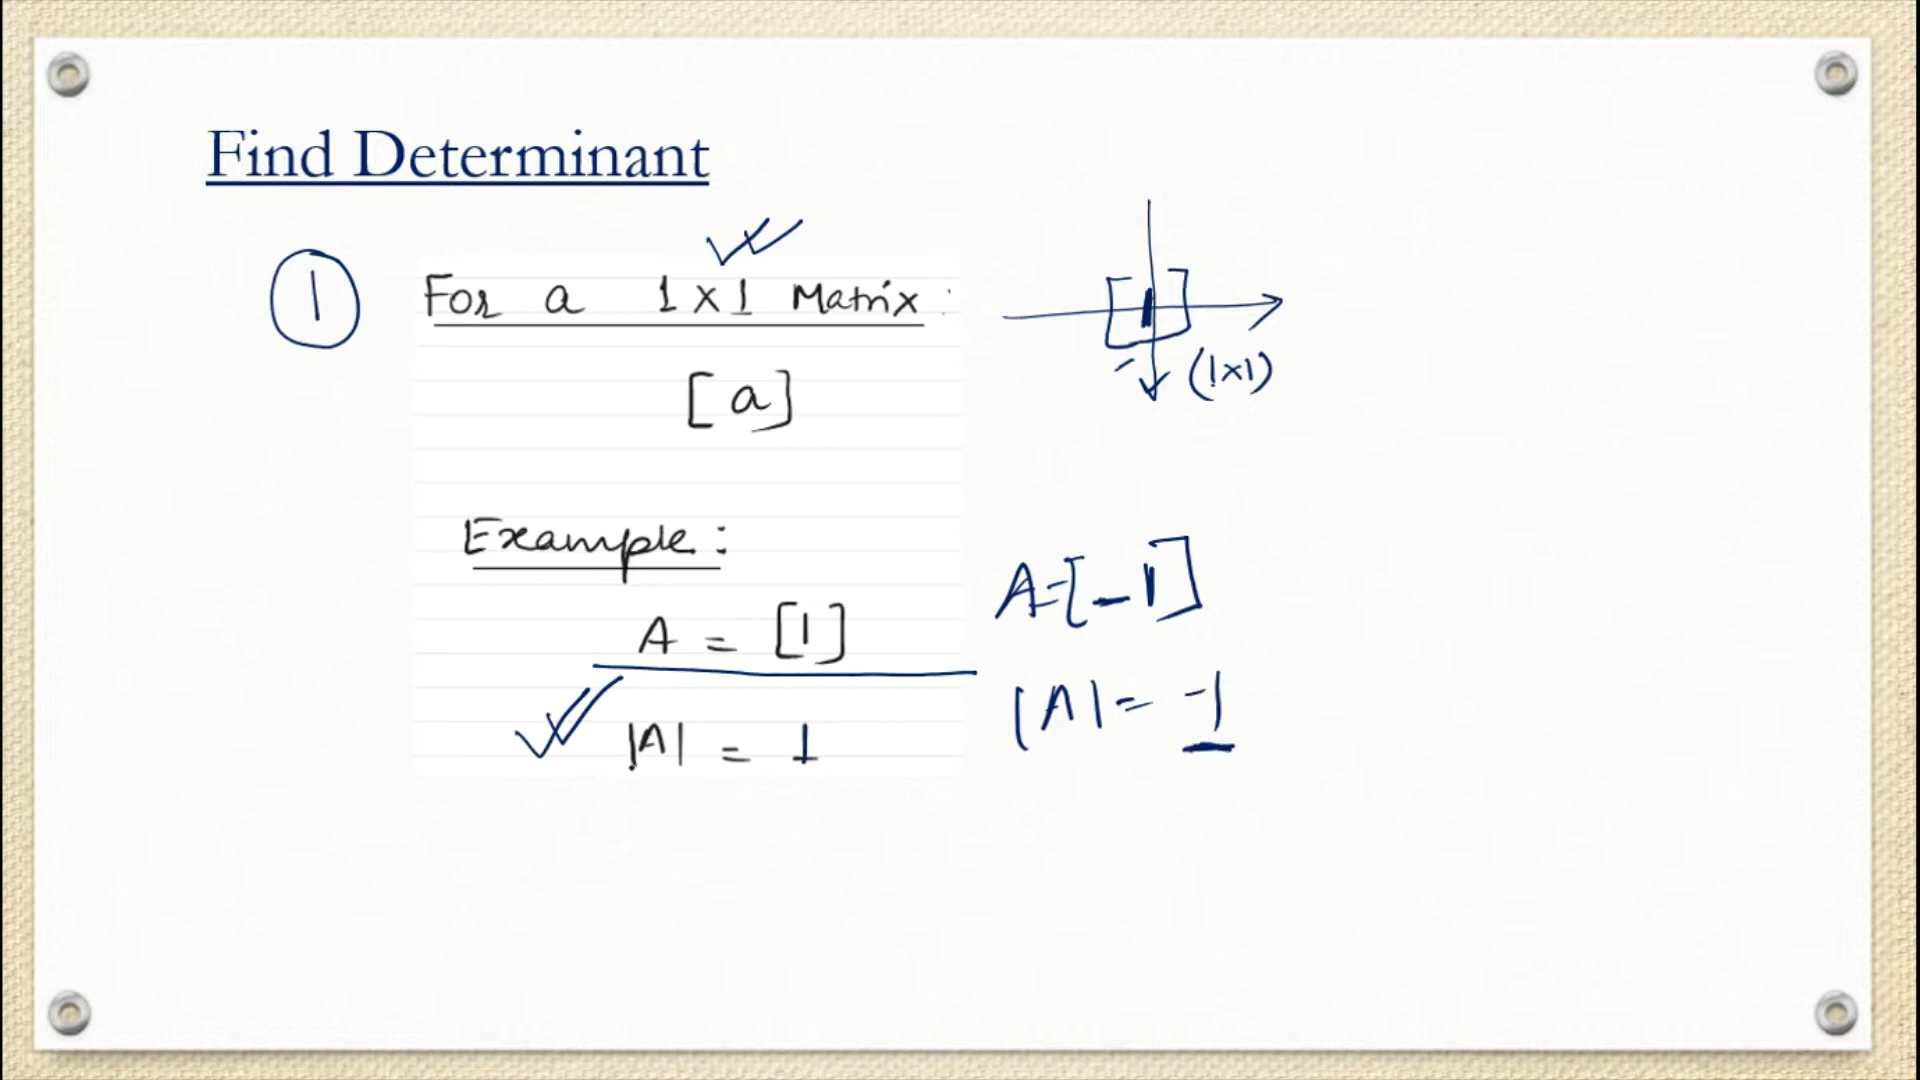 Find Determinant
① For a 1 x 1 Matrix :
[ a ]
[ 1 ]
(1x1)
Example :
A = [1]
|A| = 1
A = [-1]
|A| = -1